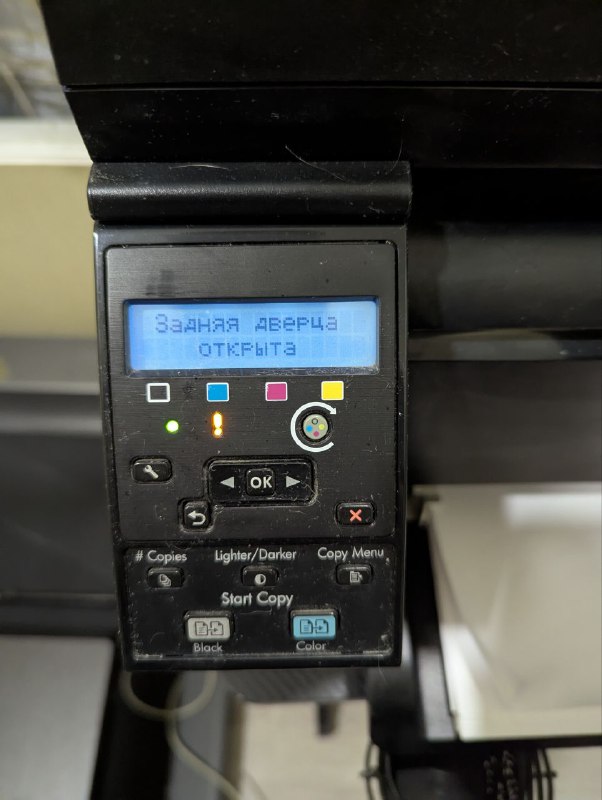 Задняя дверца
открыта
OK
# Copies
Lighter/Darker
Copy Menu
Start Copy
Black
Color